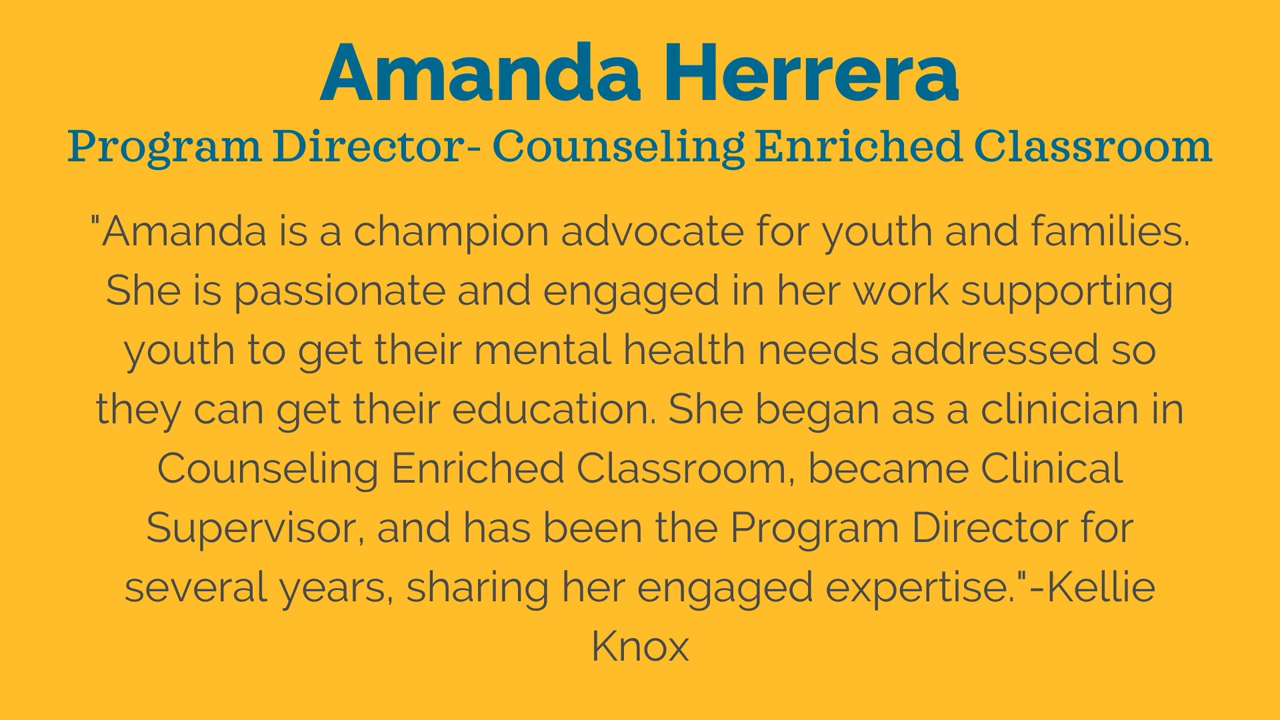 Amanda Herrera
Program Director- Counseling Enriched Classroom
"Amanda is a champion advocate for youth and families.
She is passionate and engaged in her work supporting
youth to get their mental health needs addressed so
they can get their education. She began as a clinician in
Counseling Enriched Classroom, became Clinical
Supervisor, and has been the Program Director for
several years, sharing her engaged expertise."-Kellie
Knox